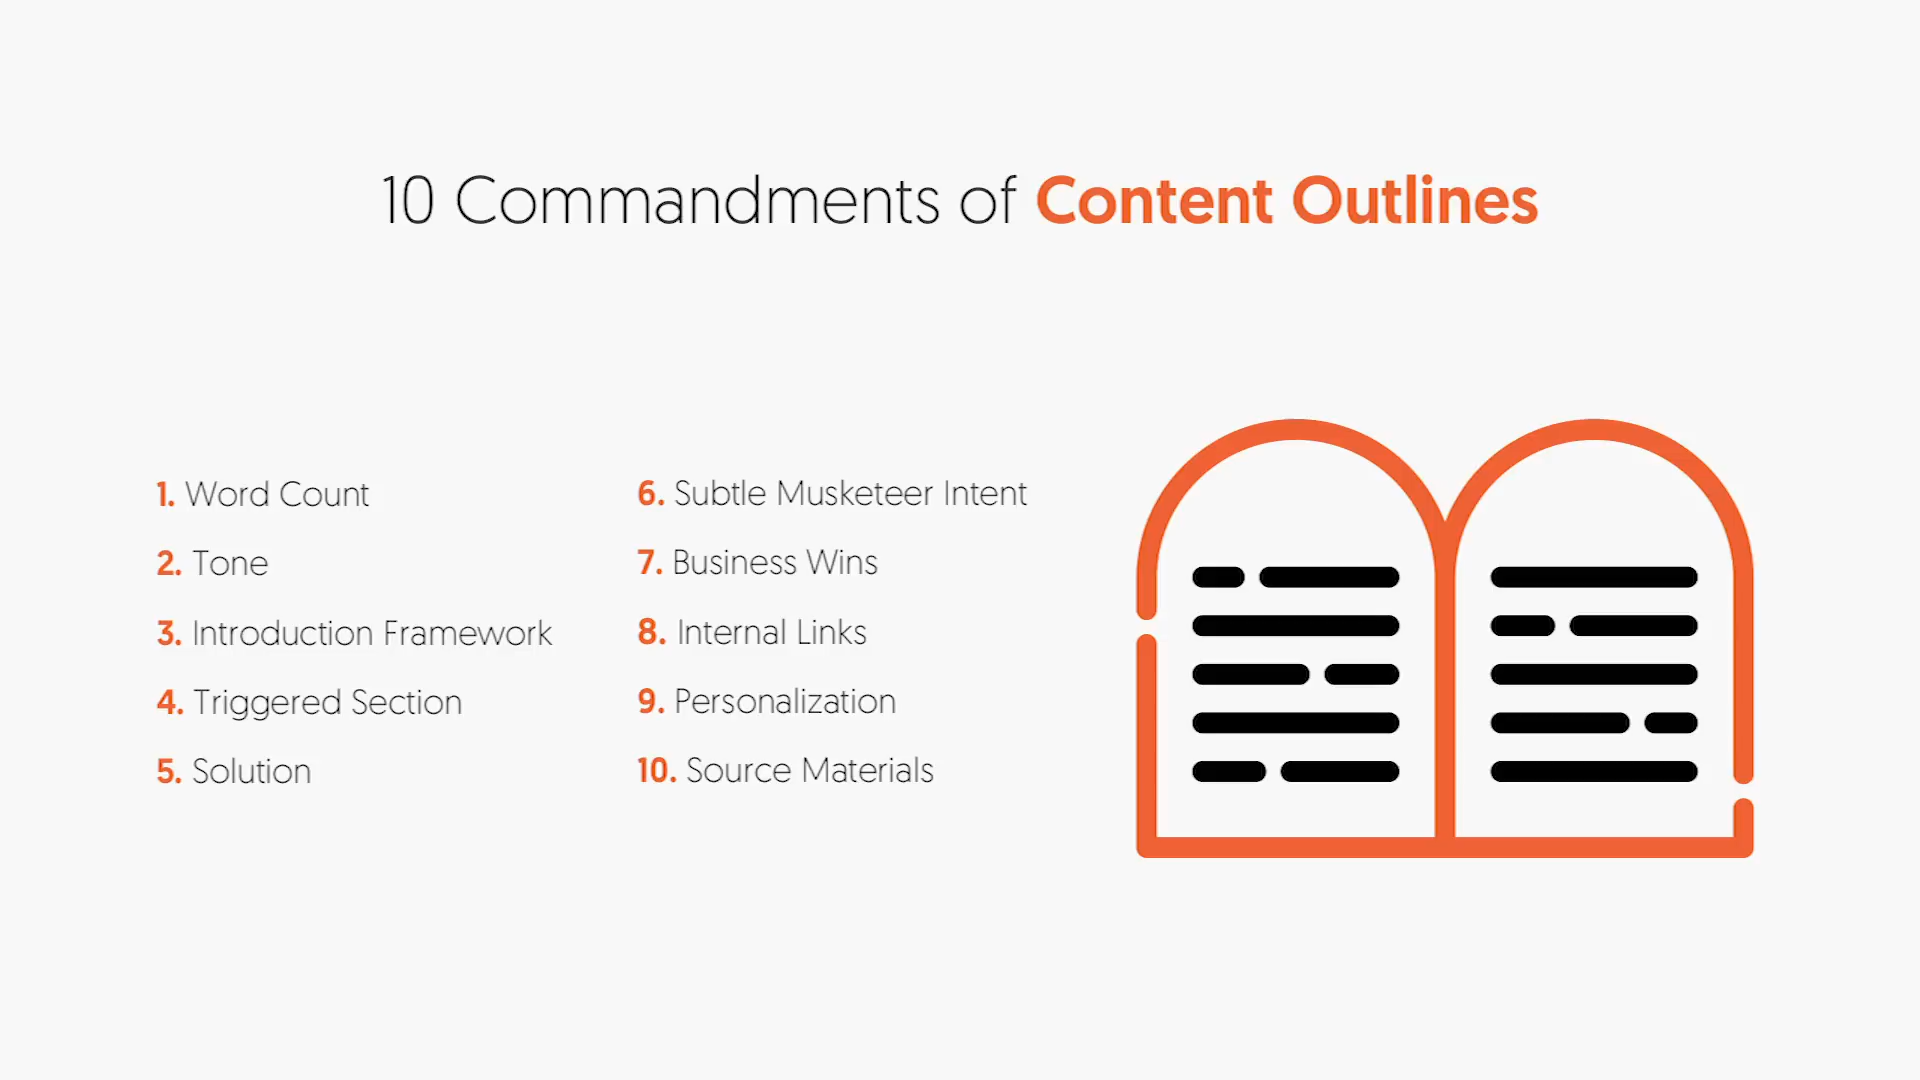 10 Commandments of Content Outlines
1. Word Count
2. Tone
3. Introduction Framework
4. Triggered Section
5. Solution
6. Subtle Musketeer Intent
7. Business Wins
8. Internal Links
9. Personalization
10. Source Materials